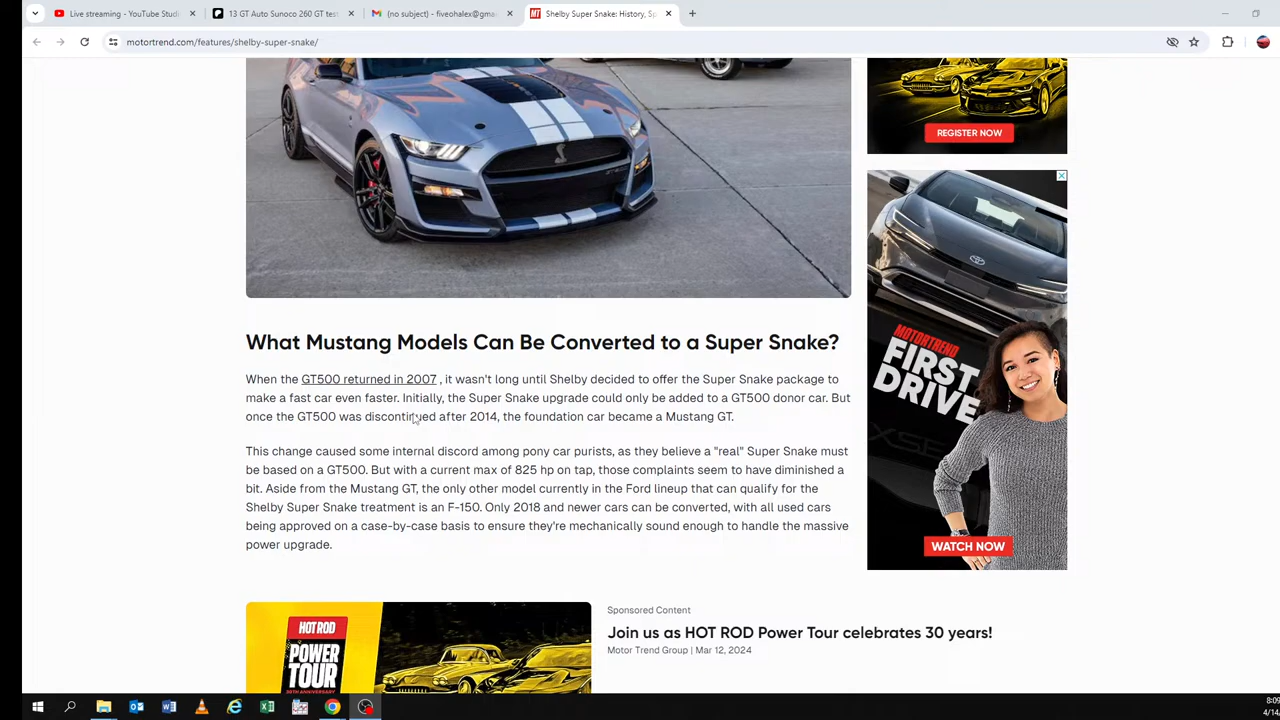 Live streaming - YouTube Studi
13 GT Auto Sunoco 260 GT test
(no subject) - fiveohalex@gmai
MT
Shelby Super Snake: History, Sp
motortrend.com/features/shelby-super-snake/
REGISTER NOW
MOTORTREND
FIRST
DRIVE
WATCH NOW
What Mustang Models Can Be Converted to a Super Snake?
When the GT500 returned in 2007 , it wasn't long until Shelby decided to offer the Super Snake package to
make a fast car even faster. Initially, the Super Snake upgrade could only be added to a GT500 donor car. But
once the GT500 was discontinued after 2014, the foundation car became a Mustang GT.
This change caused some internal discord among pony car purists, as they believe a "real" Super Snake must
be based on a GT500. But with a current max of 825 hp on tap, those complaints seem to have diminished a
bit. Aside from the Mustang GT, the only other model currently in the Ford lineup that can qualify for the
Shelby Super Snake treatment is an F-150. Only 2018 and newer cars can be converted, with all used cars
being approved on a case-by-case basis to ensure they're mechanically sound enough to handle the massive
power upgrade.
HOT ROD
POWER
TOUR
Sponsored Content
Join us as HOT ROD Power Tour celebrates 30 years!
Motor Trend Group | Mar 12, 2024
8:09
4/14/